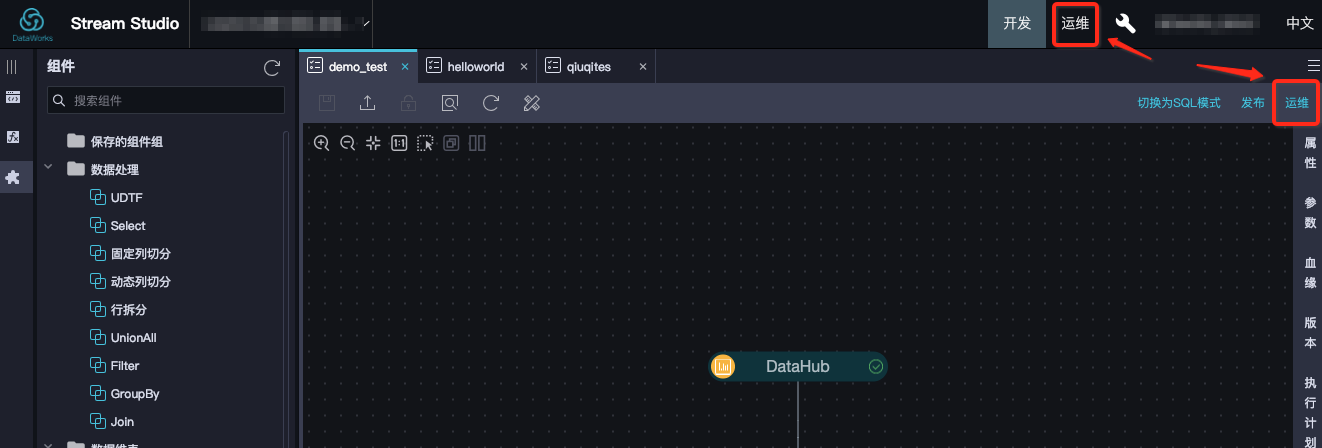 DataWorks
Stream Studio
开发
运维
中文
组件
搜索组件
保存的组件组
数据处理
UDTF
Select
固定列切分
动态列切分
行拆分
UnionAll
Filter
GroupBy
Join
demo_test
helloworld
qiuqites
切换为SQL模式
发布
运维
1:1
DataHub
属性
参数
血缘
版本
执行计划